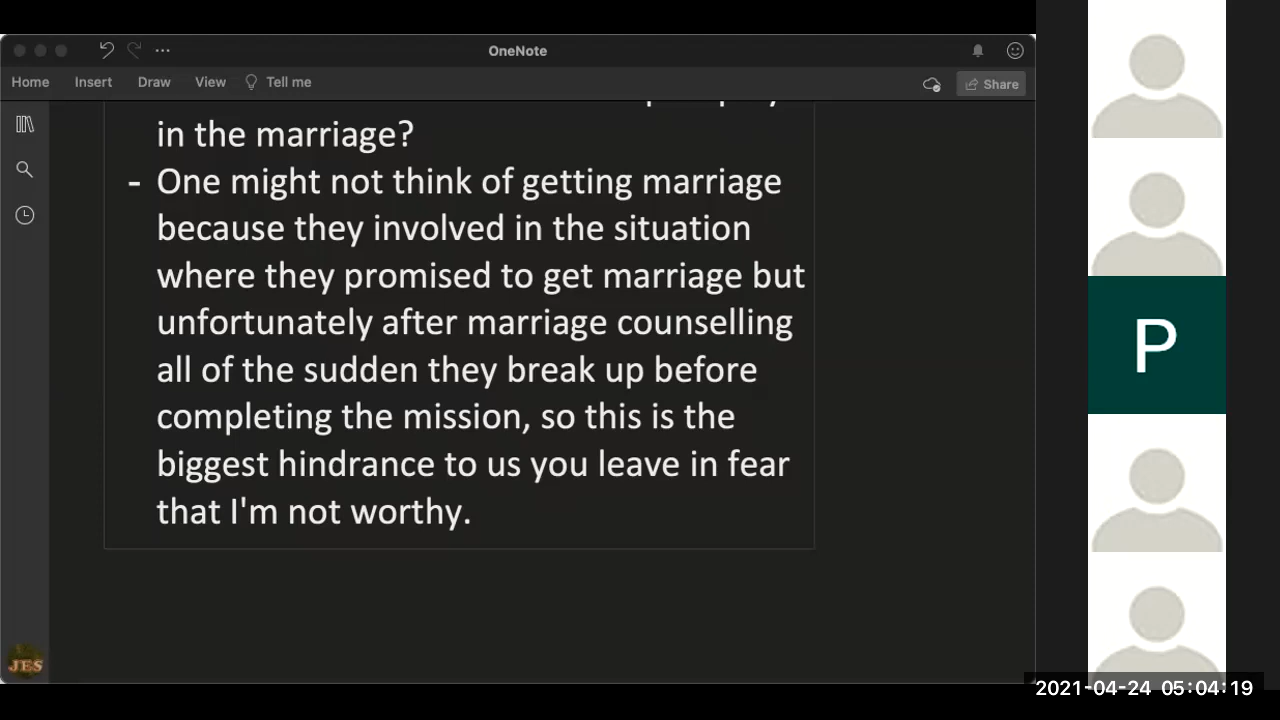 OneNote
Home Insert Draw View Tell me Share
in the marriage?
- One might not think of getting marriage
because they involved in the situation
where they promised to get marriage but
unfortunately after marriage counselling
all of the sudden they break up before
completing the mission, so this is the
biggest hindrance to us you leave in fear
that I'm not worthy.
P
JES
2021-04-24 05:04:19